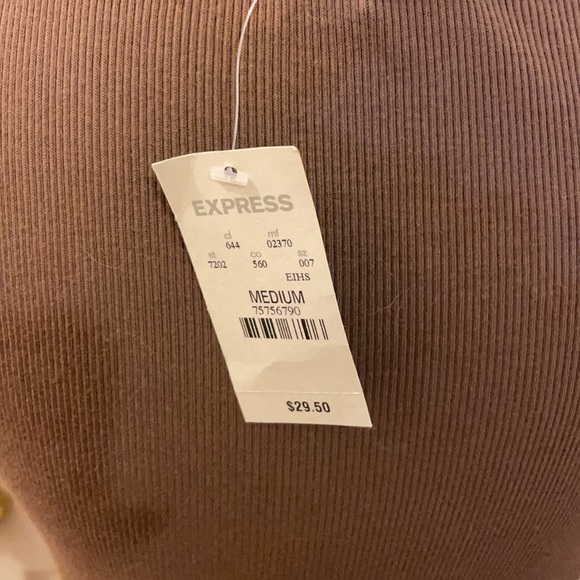 EXPRESS
cl ml
644 02370
st co sz
7202 560 007
EIHS
MEDIUM
75756790
$29.50